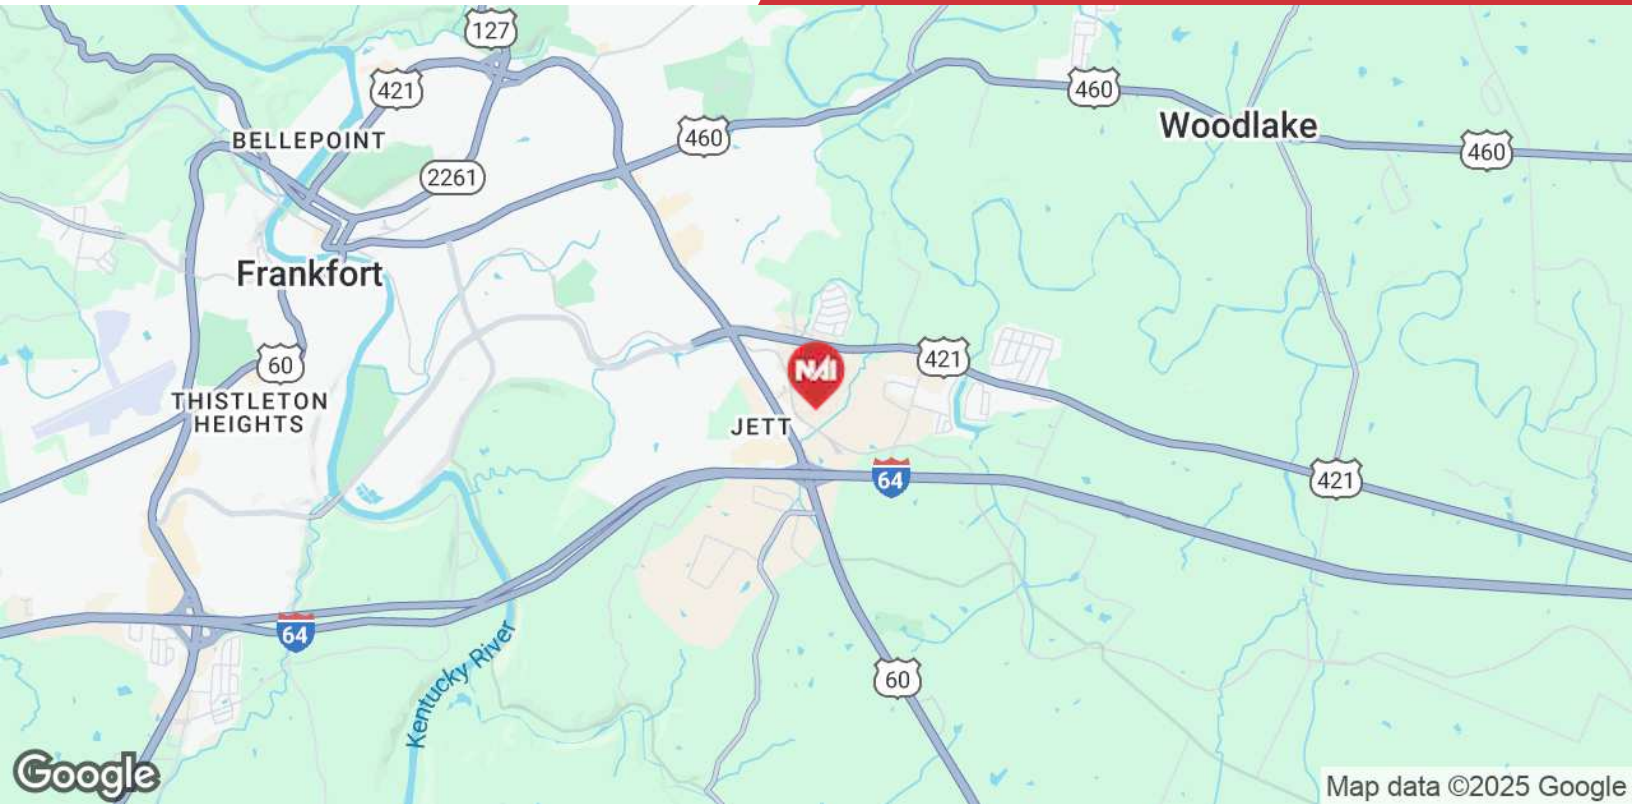 127
421
460
460
Woodlake
BELLEPOINT
460
2261
Frankfort
421
60
NAI
THISTLETON
HEIGHTS
JETT
64
421
64
Kentucky River
60
Google
Map data ©2025 Google